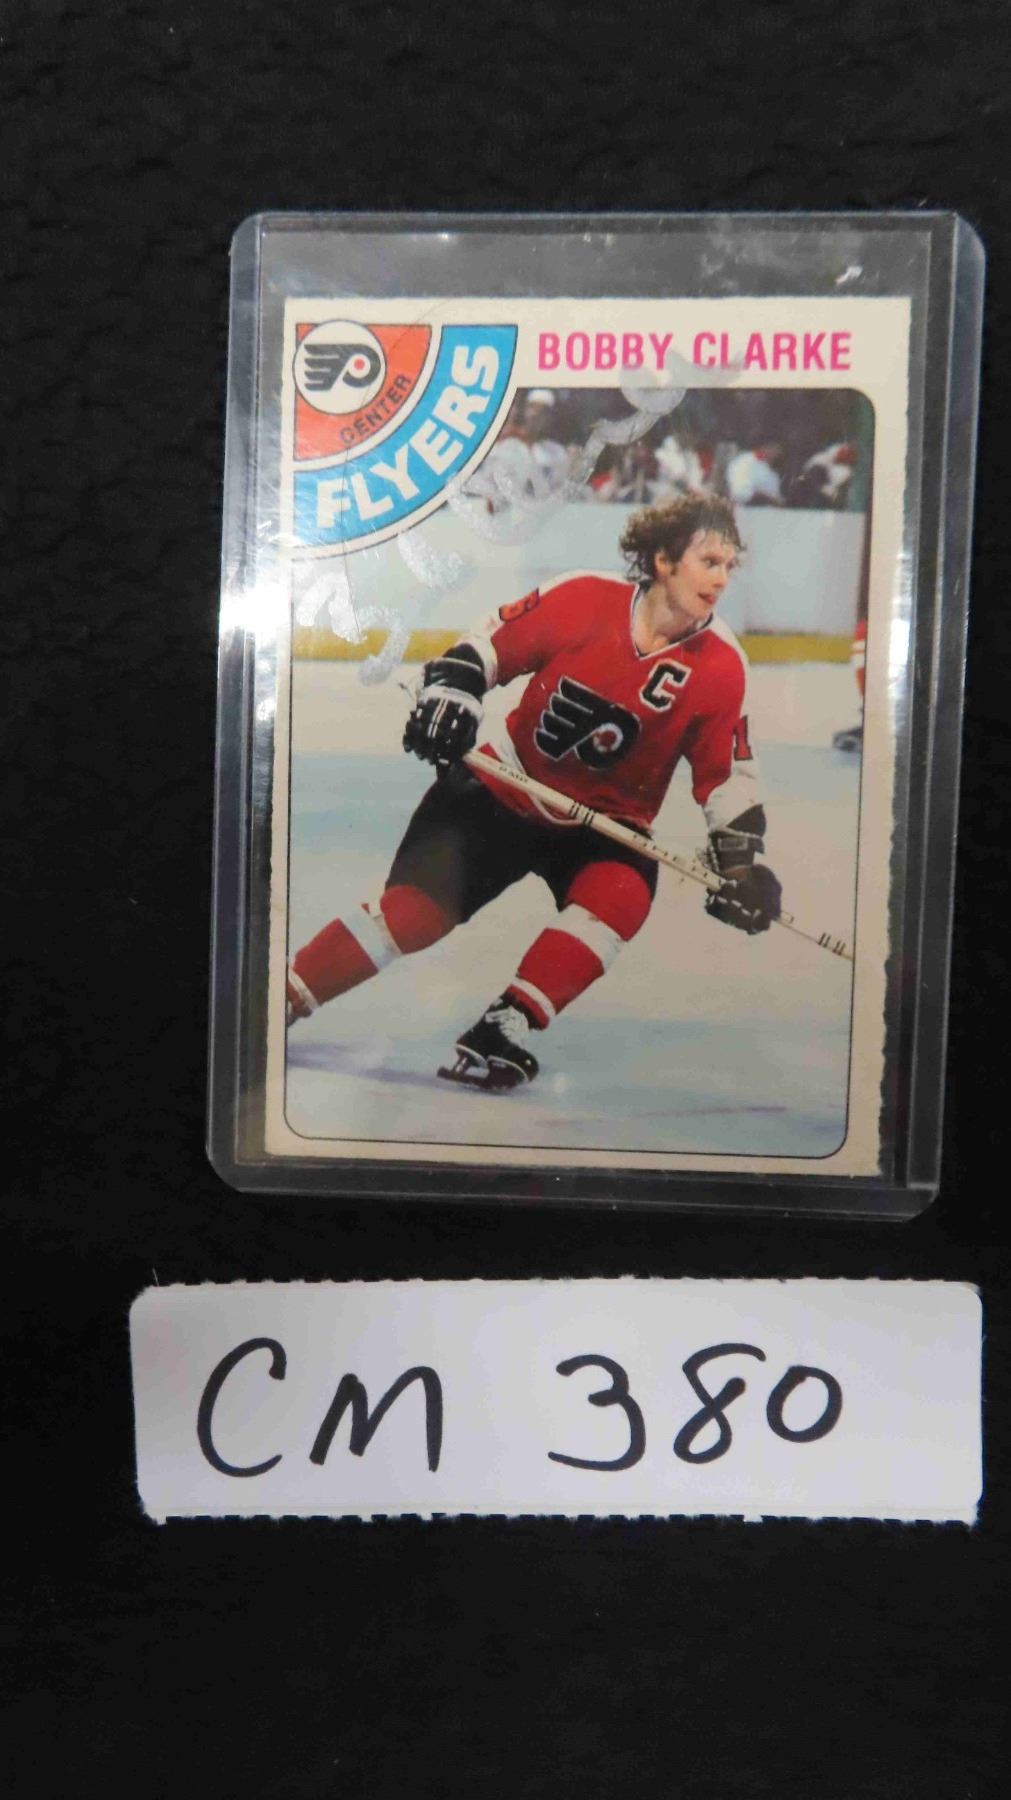 BOBBY CLARKE
CENTER
FLYERS
C
CM 380